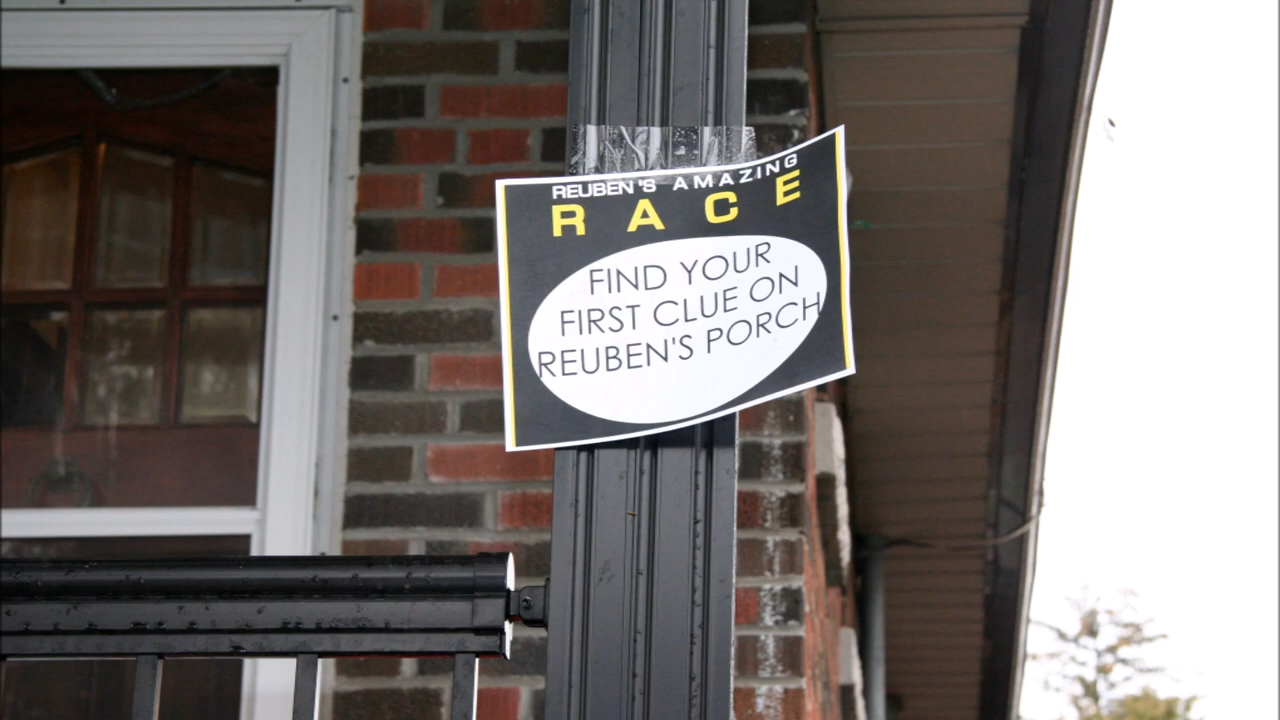 REUBEN'S AMAZING
RACE
FIND YOUR
FIRST CLUE ON
REUBEN'S PORCH